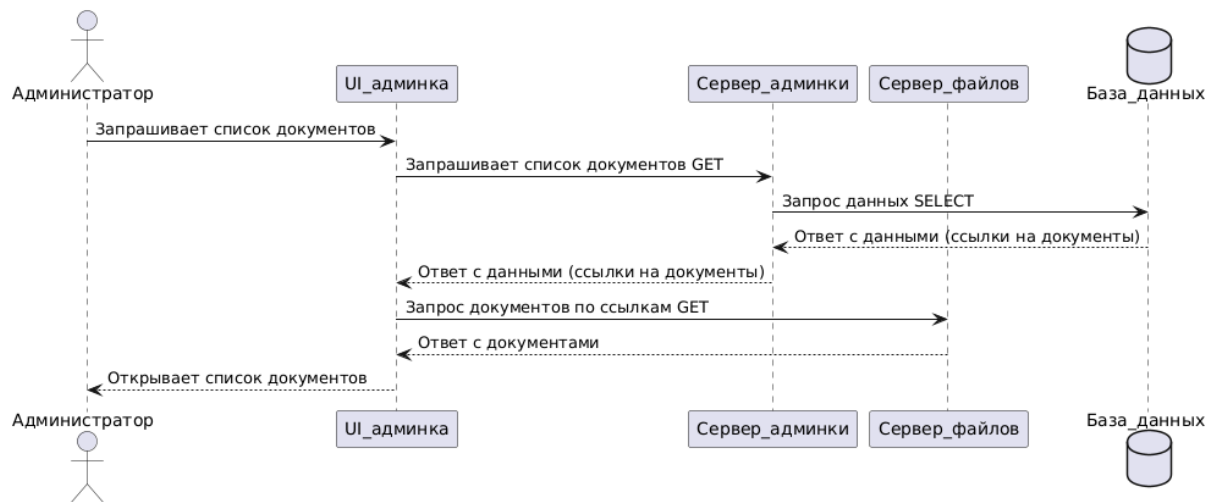 Администратор
UI_админка
Сервер_админки
Сервер_файлов
База_данных
Запрашивает список документов
Запрашивает список документов GET
Запрос данных SELECT
Ответ с данными (ссылки на документы)
Ответ с данными (ссылки на документы)
Запрос документов по ссылкам GET
Ответ с документами
Открывает список документов
Администратор
UI_админка
Сервер_админки
Сервер_файлов
База_данных